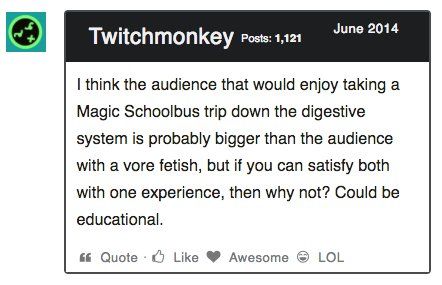 Twitchmonkey Posts: 1,121 June 2014
I think the audience that would enjoy taking a
Magic Schoolbus trip down the digestive
system is probably bigger than the audience
with a vore fetish, but if you can satisfy both
with one experience, then why not? Could be
educational.
Quote · Like Awesome LOL